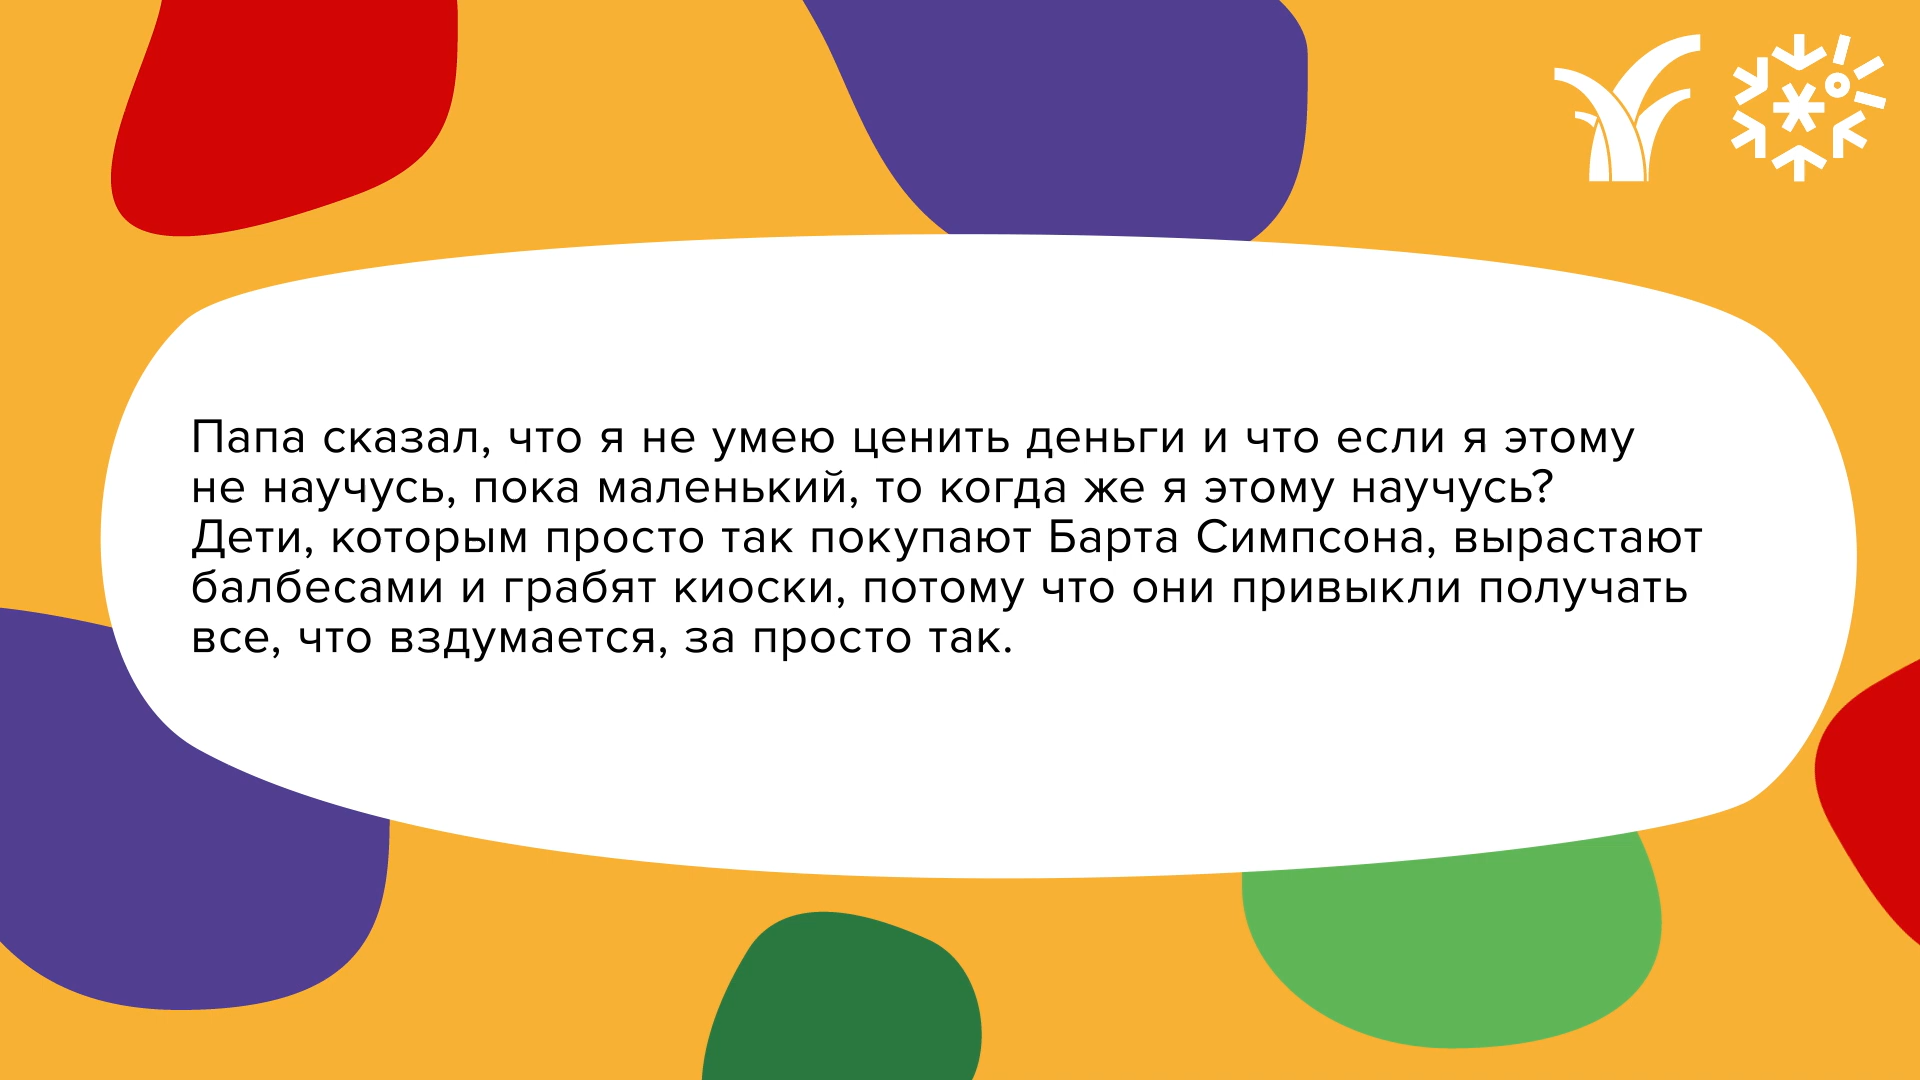 Папа сказал, что я не умею ценить деньги и что если я этому
не научусь, пока маленький, то когда же я этому научусь?
Дети, которым просто так покупают Барта Симпсона, вырастают
балбесами и грабят киоски, потому что они привыкли получать
все, что вздумается, за просто так.